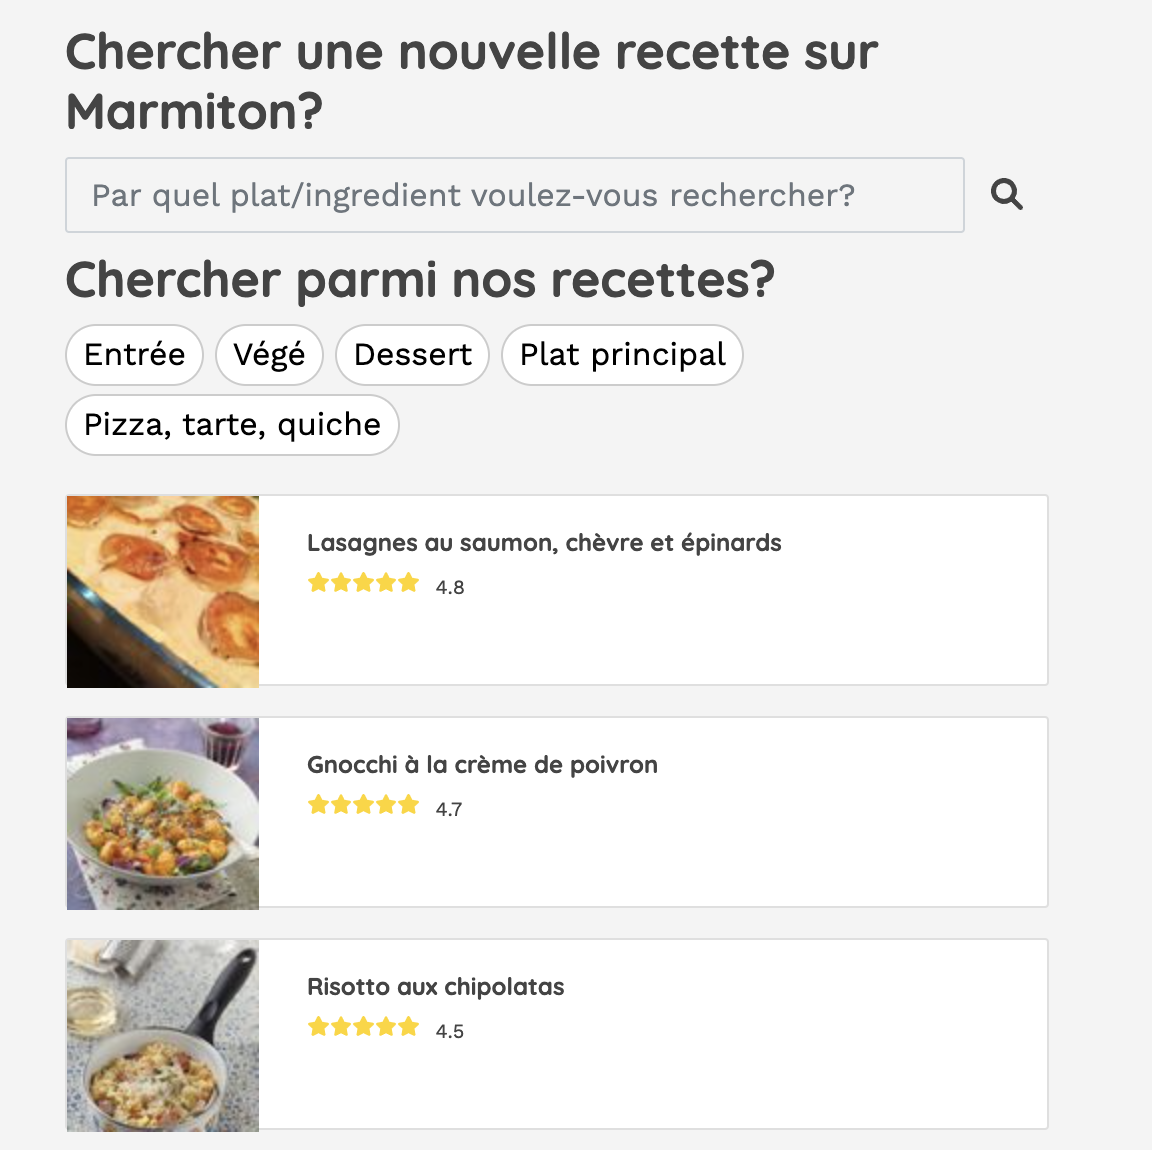 Chercher une nouvelle recette sur
Marmiton?
Par quel plat/ingredient voulez-vous rechercher?
Chercher parmi nos recettes?
Entrée Végé Dessert Plat principal
Pizza, tarte, quiche
Lasagnes au saumon, chèvre et épinards
4.8
Gnocchi à la crème de poivron
4.7
Risotto aux chipolatas
4.5